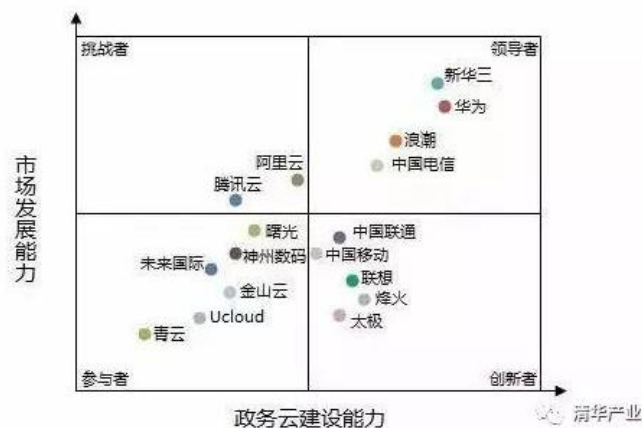 挑战者
领导者
新华三
华为
浪潮
中国电信
阿里云
腾讯云
市场发展能力
曙光
中国联通
神州数码
中国移动
未来国际
联想
金山云
烽火
Ucloud
太极
青云
参与者
创新者
政务云建设能力
清华产业